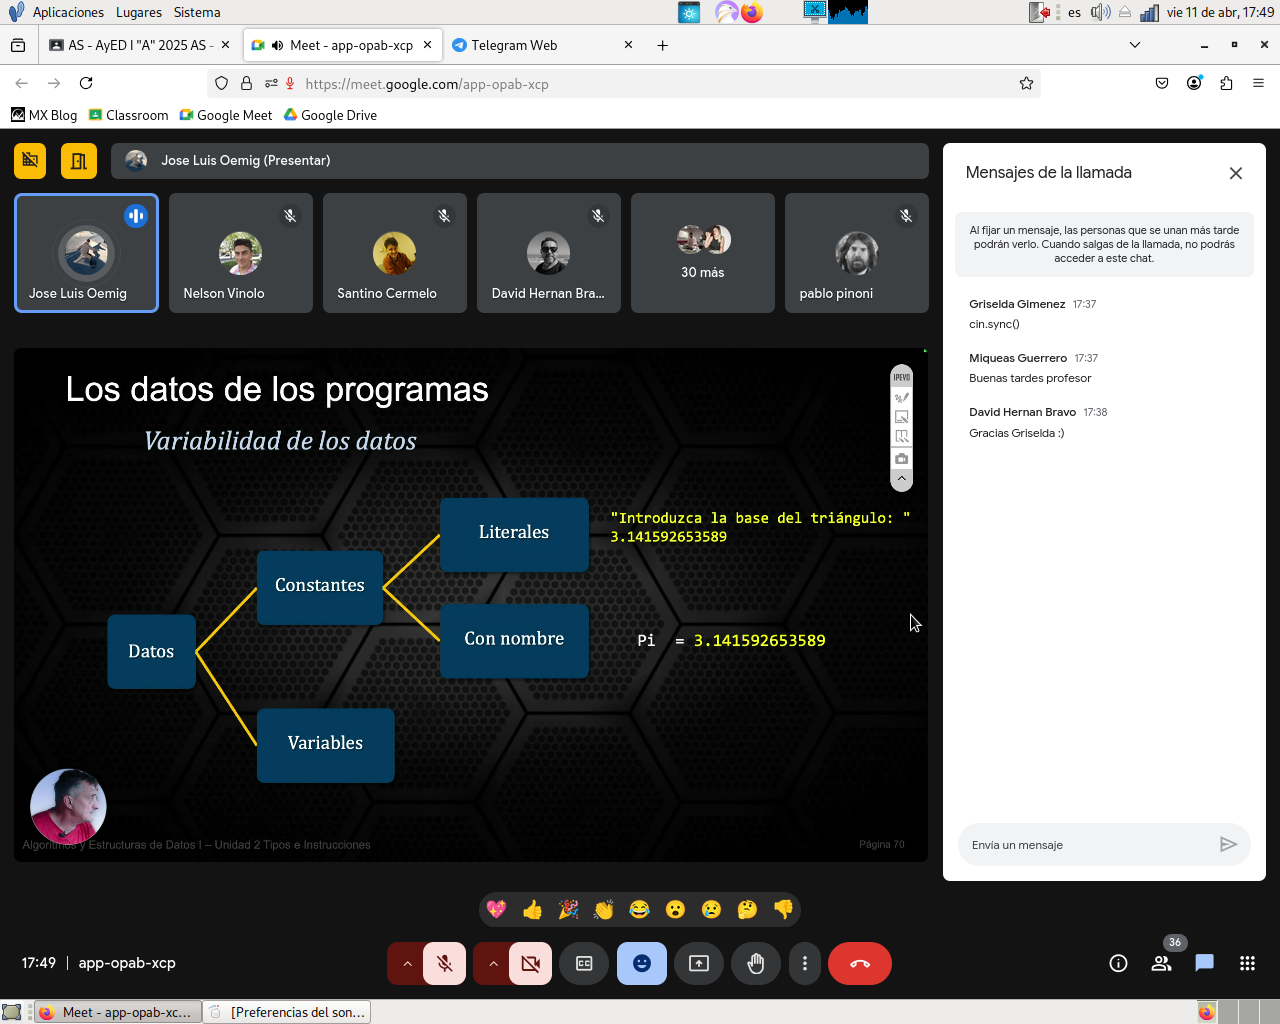 Aplicaciones Lugares Sistema
es vie 11 de abr, 17:49
AS - AyED I "A" 2025 AS -
Meet - app-opab-xcp
Telegram Web
https://meet.google.com/app-opab-xcp
MX Blog Classroom Google Meet Google Drive
Jose Luis Oemig (Presentar)
Jose Luis Oemig
Nelson Vinolo
Santino Cermelo
David Hernan Bra...
30 más
pablo pinoni
Los datos de los programas
Variabilidad de los datos
IPEVO
Literales
"Introduzca la base del triángulo: "
3.141592653589
Constantes
Con nombre
Pi = 3.141592653589
Datos
Variables
Algoritmos y Estructuras de Datos I – Unidad 2 Tipos e Instrucciones
Página 70
Mensajes de la llamada
Al fijar un mensaje, las personas que se unan más tarde
podrán verlo. Cuando salgas de la llamada, no podrás
acceder a este chat.
Griselda Gimenez 17:37
cin.sync()
Miqueas Guerrero 17:37
Buenas tardes profesor
David Hernan Bravo 17:38
Gracias Griselda :)
Envía un mensaje
17:49 | app-opab-xcp
CC
36
Meet - app-opab-xc...
[Preferencias del son...